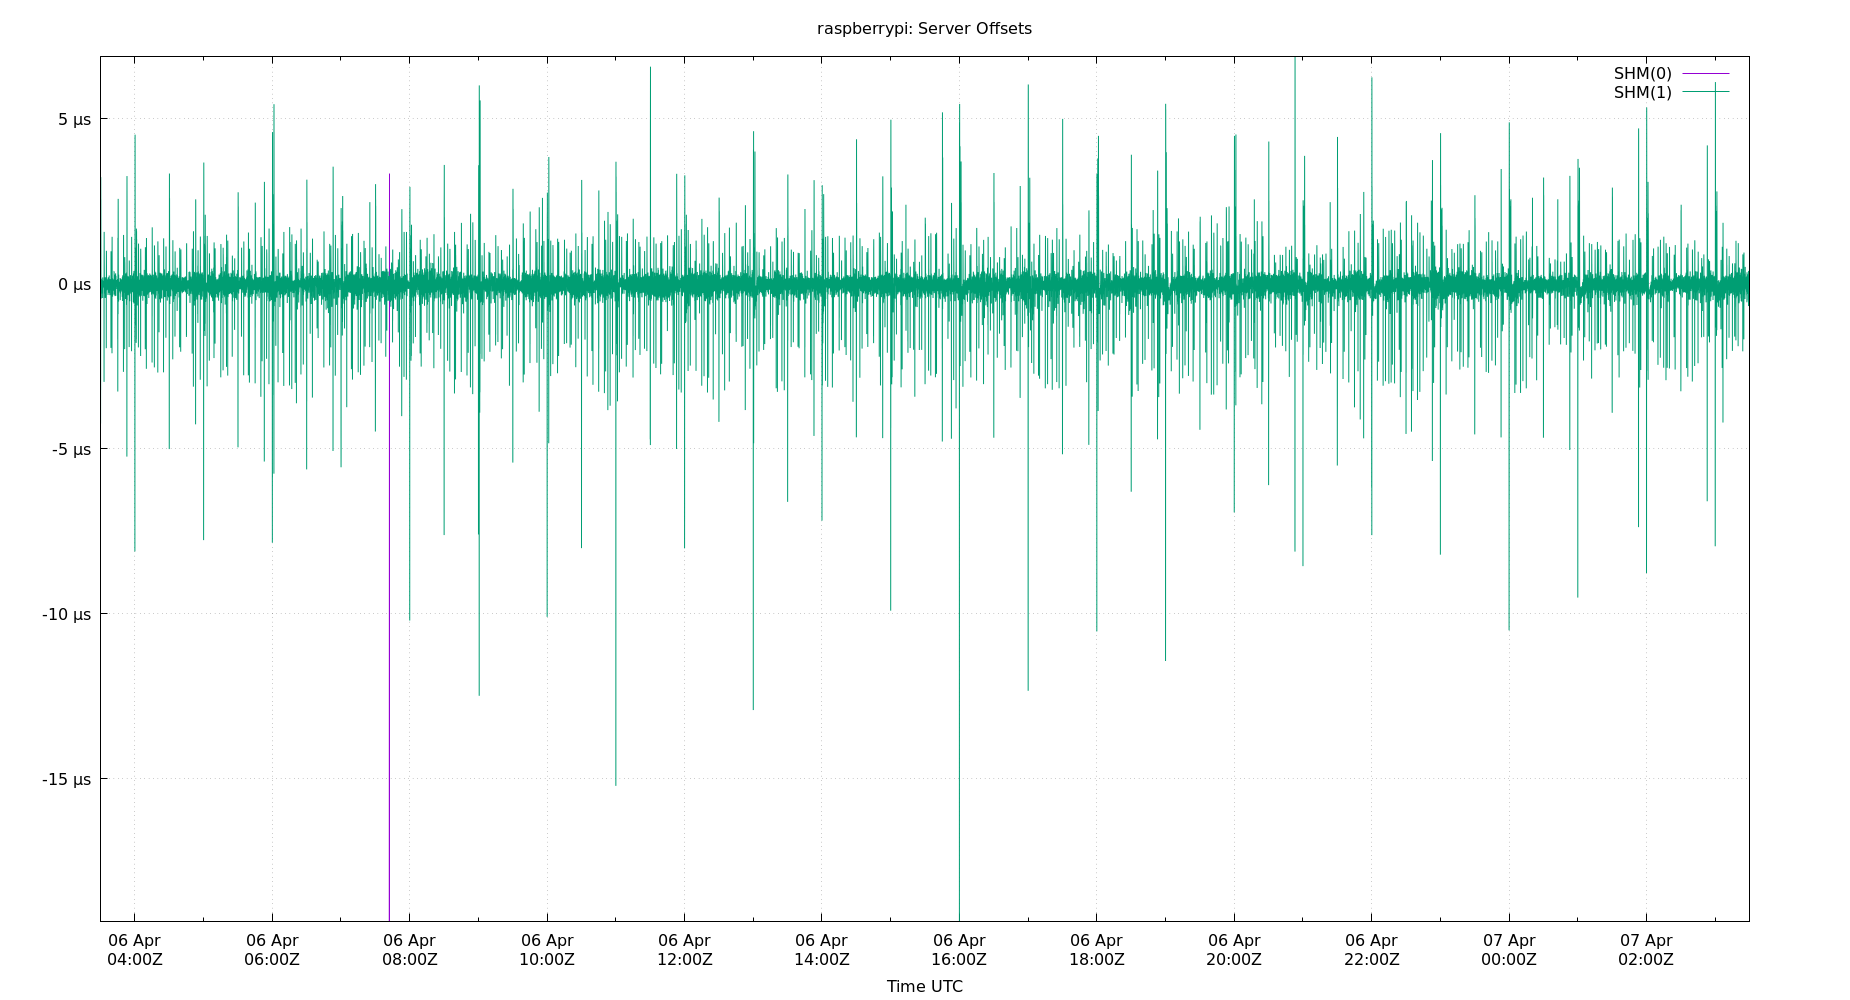 raspberrypi: Server Offsets
SHM(0)
SHM(1)
5 µs
0 µs
-5 µs
-10 µs
-15 µs
06 Apr 06 Apr 06 Apr 06 Apr 06 Apr 06 Apr 06 Apr 06 Apr 06 Apr 06 Apr 07 Apr 07 Apr
04:00Z 06:00Z 08:00Z 10:00Z 12:00Z 14:00Z 16:00Z 18:00Z 20:00Z 22:00Z 00:00Z 02:00Z
Time UTC